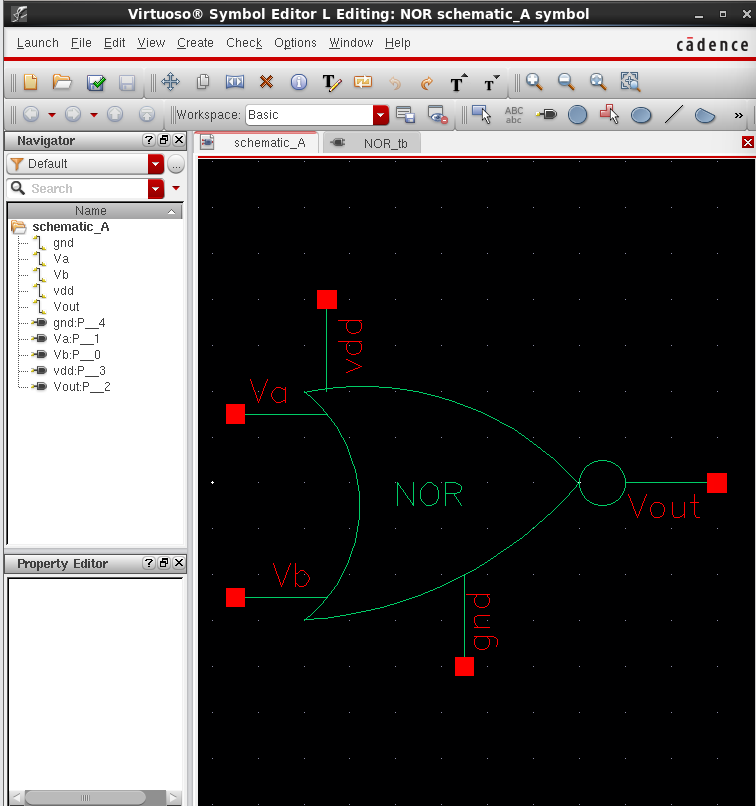 Virtuoso® Symbol Editor L Editing: NOR schematic_A symbol
Launch File Edit View Create Check Options Window Help
cādence
T T T
Workspace: Basic
ABC
abc
»
Navigator
schematic_A
NOR_tb
Default
...
Search
Name
schematic_A
gnd
Va
Vb
vdd
Vout
gnd:P__4
Va:P__1
Vb:P__0
vdd:P__3
Vout:P__2
Property Editor
vdd
Va
NOR
Vout
Vb
gnd